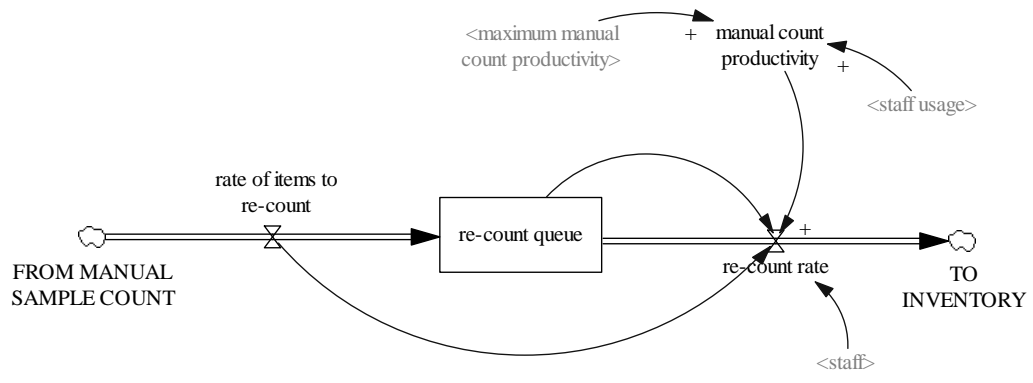 <maximum manual
count productivity>
+
manual count
productivity
+
<staff usage>
rate of items to
re-count
re-count queue
+
re-count rate
FROM MANUAL
SAMPLE COUNT
TO
INVENTORY
<staff>